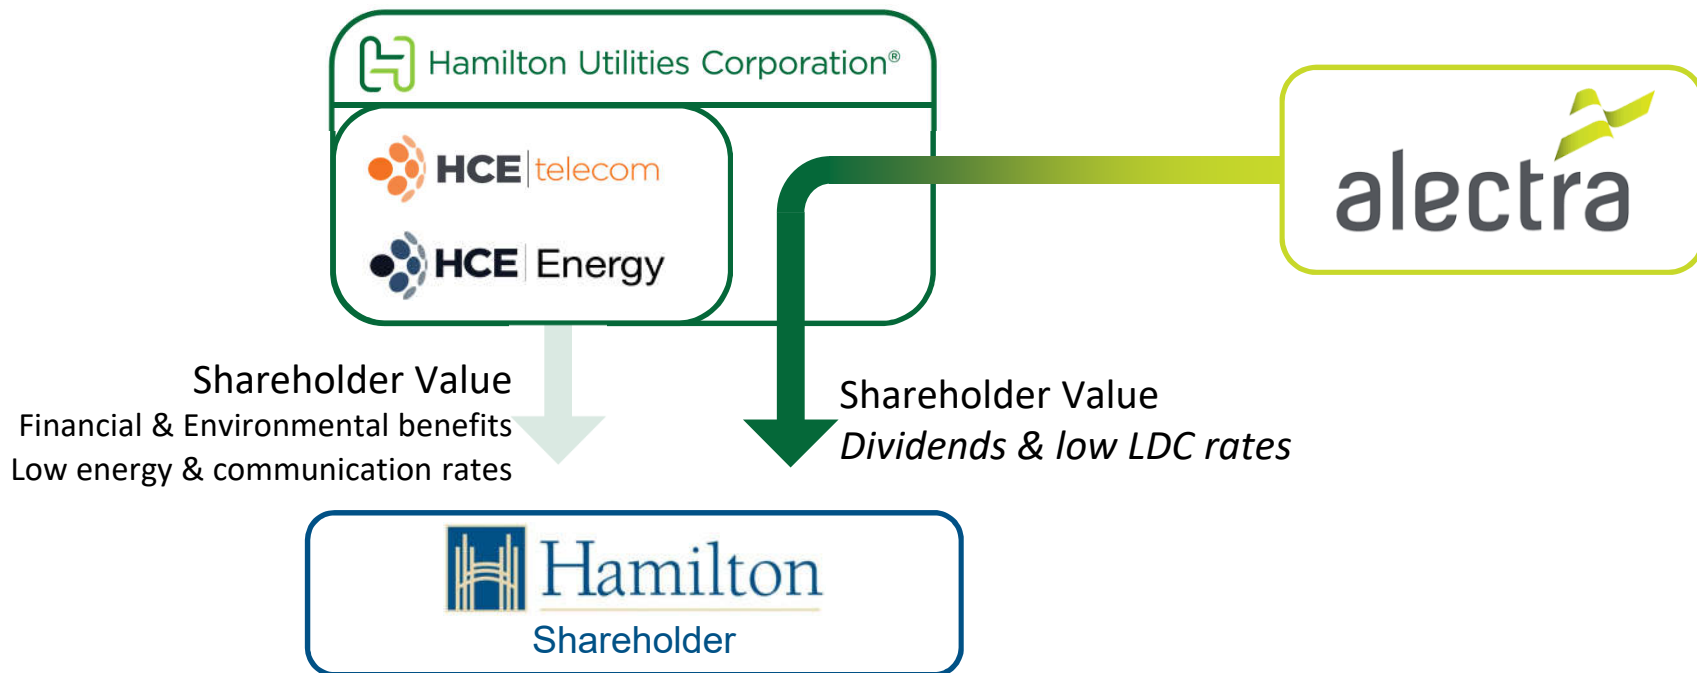 Hamilton Utilities Corporation®
HCE telecom
HCE Energy
alectra
Shareholder Value
Financial & Environmental benefits
Low energy & communication rates
Shareholder Value
Dividends & low LDC rates
Hamilton
Shareholder